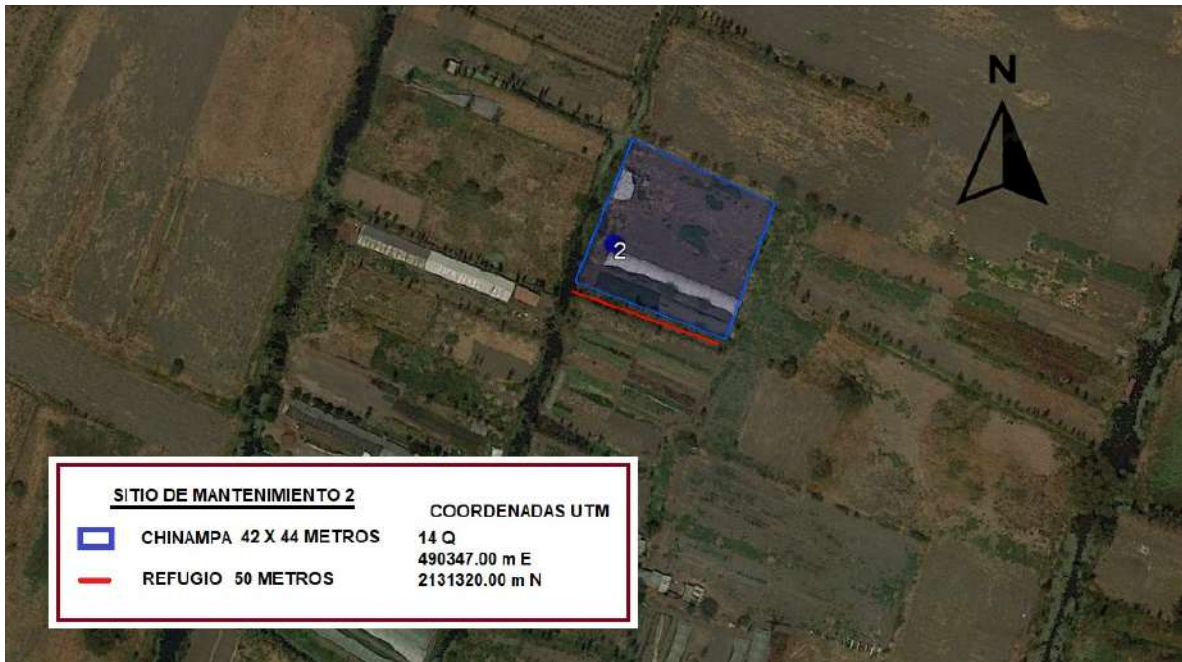 N
2
SITIO DE MANTENIMIENTO 2
CHINAMPA 42 X 44 METROS
REFUGIO 50 METROS
COORDENADAS UTM
14 Q
490347.00 m E
2131320.00 m N